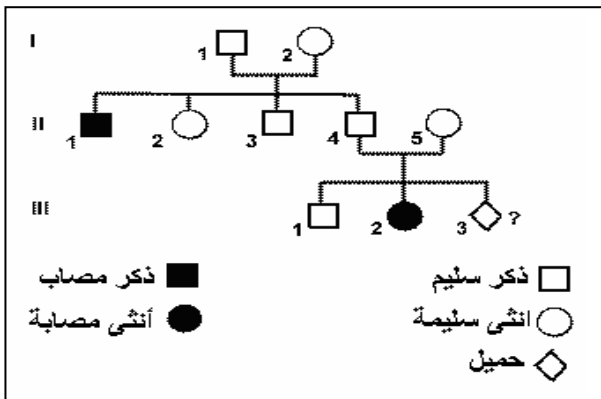 I
1 2
II
1 2 3 4 5
III
1 2 3 ?
ذكر سليم ذكر مصاب
انثى سليمة أنثى مصابة
حميل